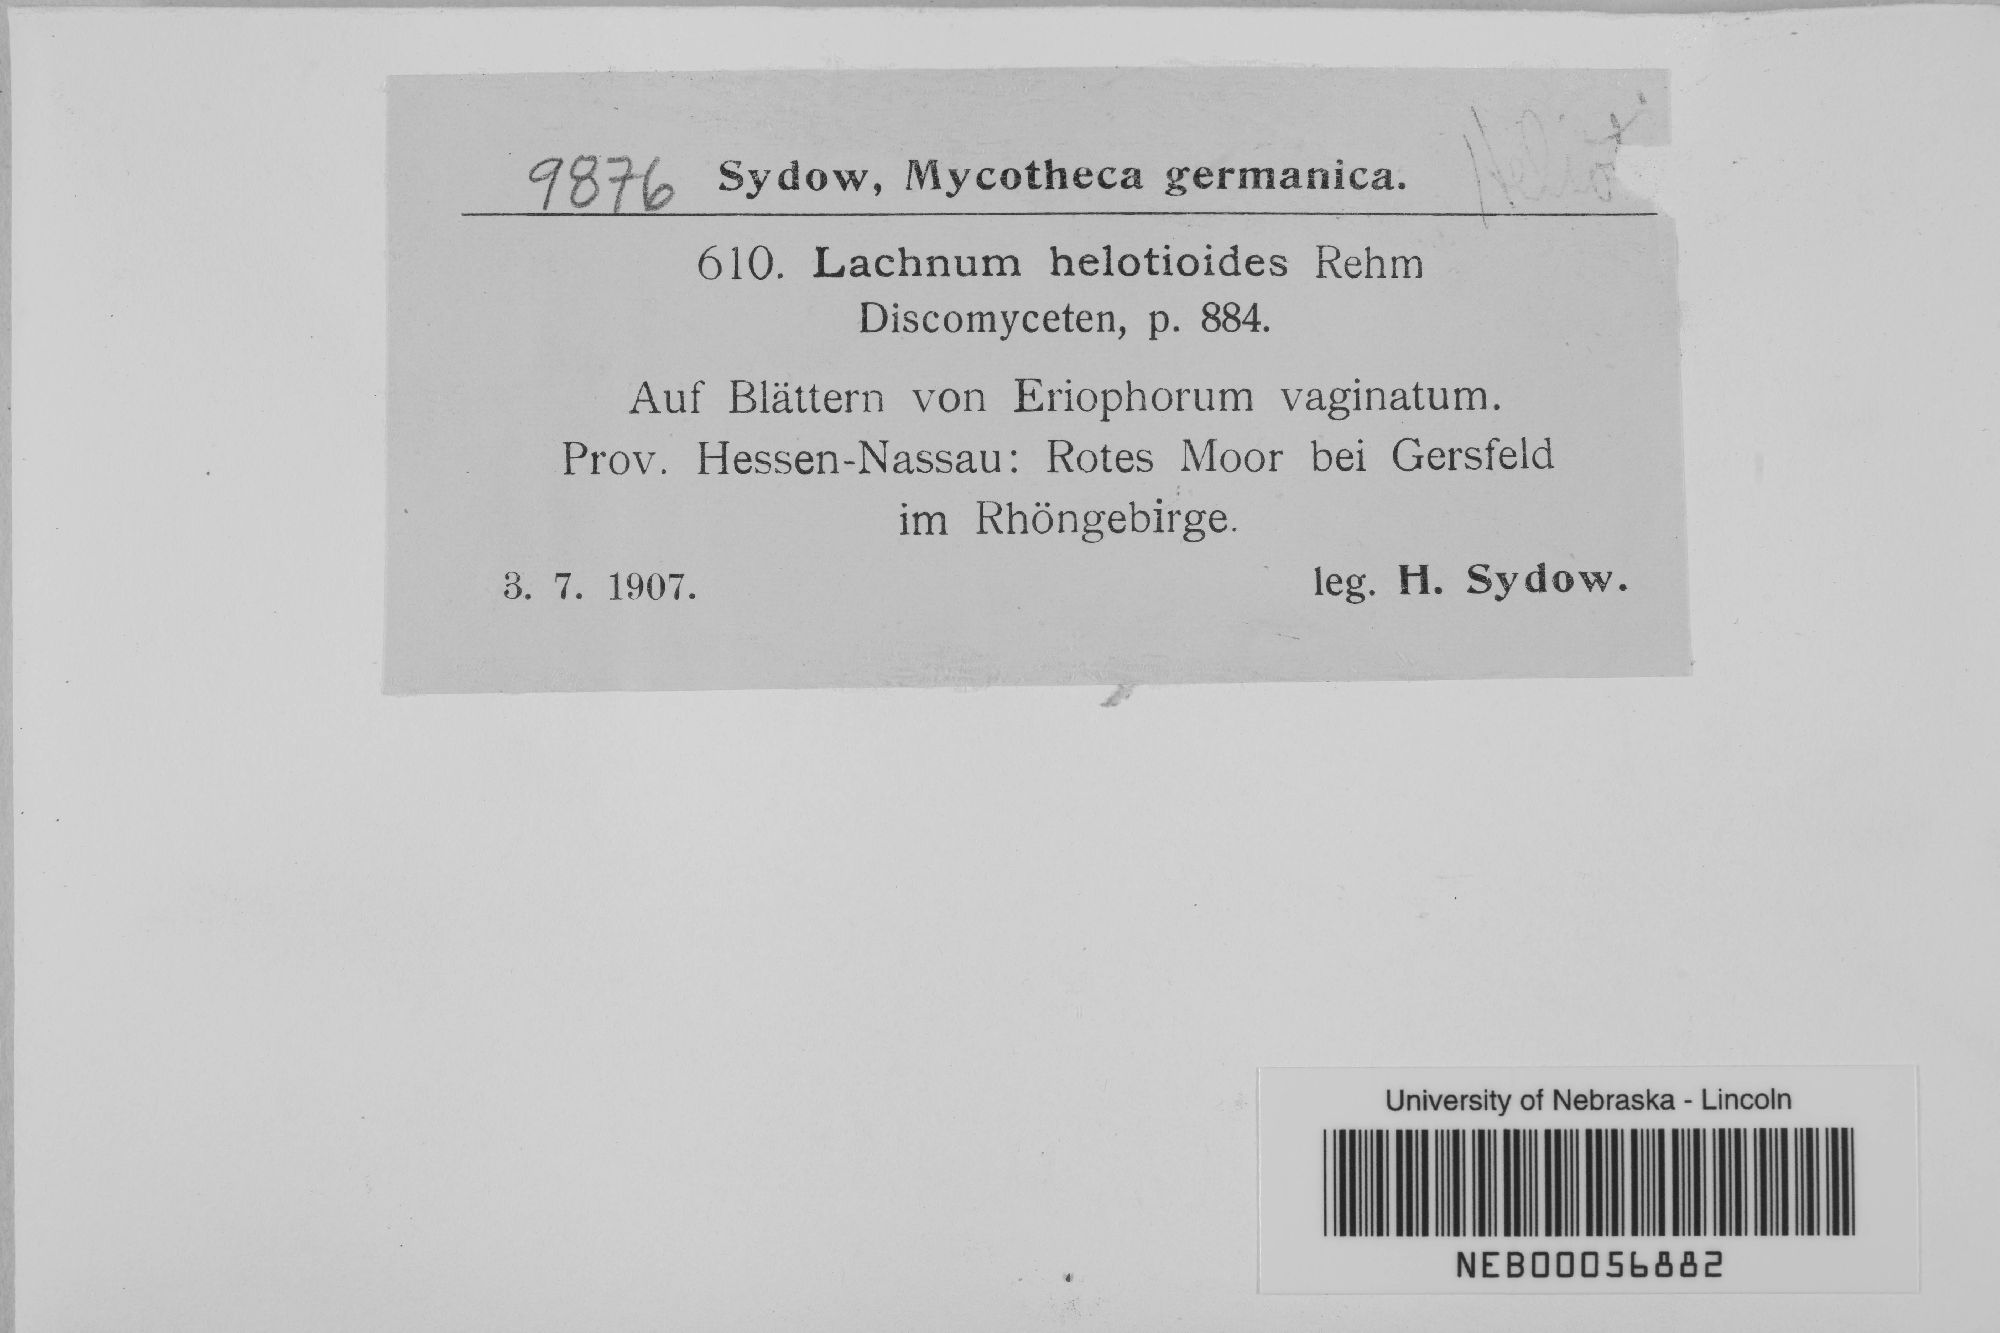 9876 Sydow, Mycotheca germanica.
610. Lachnum helotioides Rehm
Discomyceten, p. 884.
Auf Blättern von Eriophorum vaginatum.
Prov. Hessen-Nassau: Rotes Moor bei Gersfeld
im Rhöngebirge.
3. 7. 1907. leg. H. Sydow.
University of Nebraska - Lincoln
NEB00056882